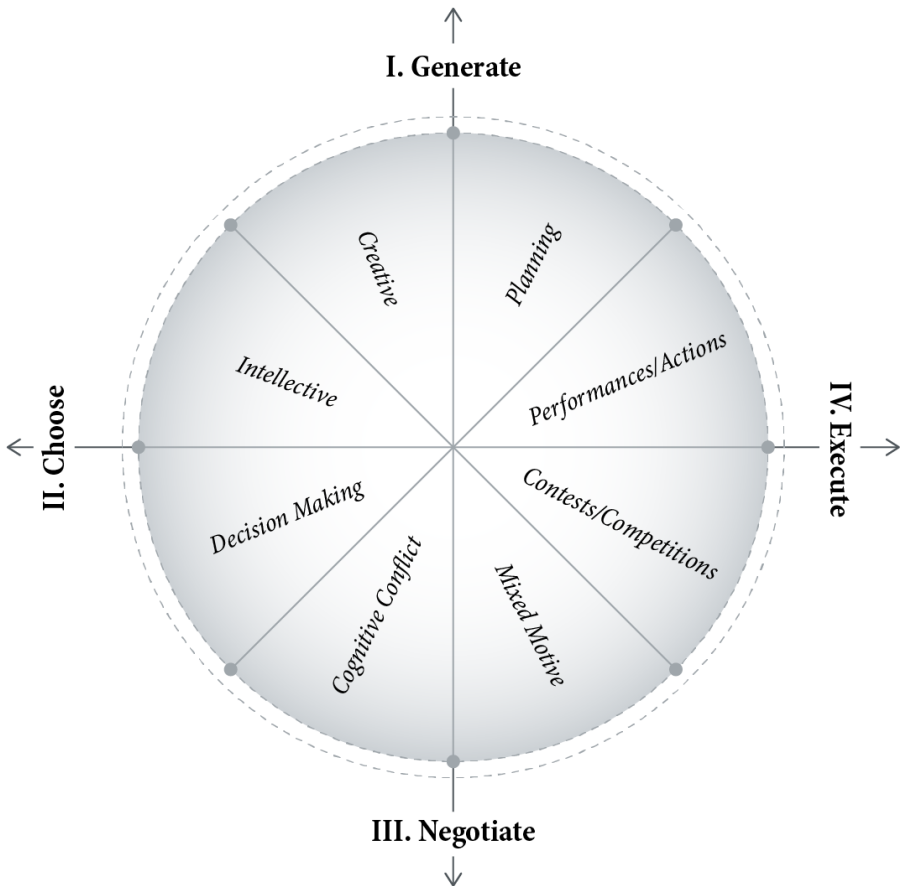 I. Generate
Creative
Planning
Intellective
Performances/Actions
II. Choose
IV. Execute
Decision Making
Contests/Competitions
Cognitive Conflict
Mixed Motive
III. Negotiate